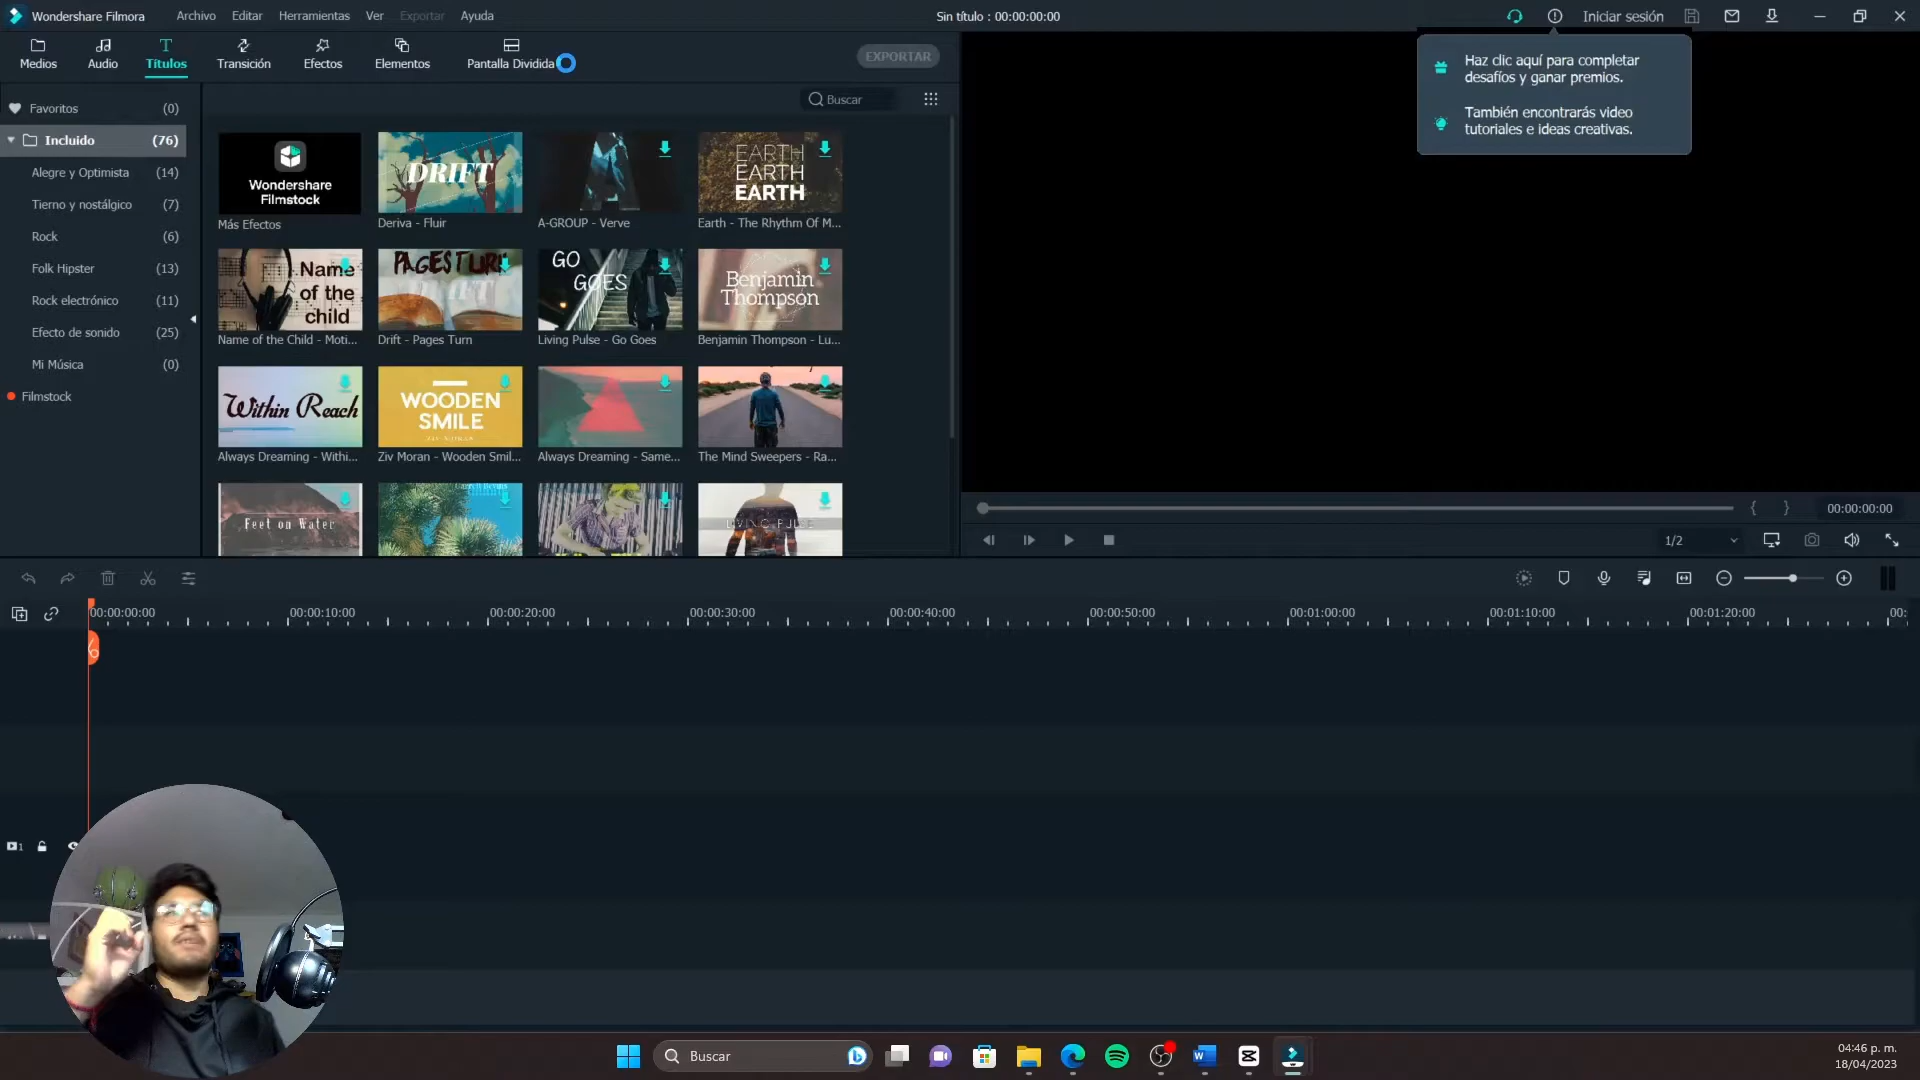 Wondershare Filmora
Archivo
Editar
Herramientas
Ver
Exportar
Ayuda
Sin título : 00:00:00:00
Iniciar sesión
Medios
Audio
Títulos
Transición
Efectos
Elementos
Pantalla Dividida
EXPORTAR
Haz clic aquí para completar
desafíos y ganar premios.
También encontrarás video
tutoriales e ideas creativas.
Buscar
Favoritos (0)
Incluido (76)
Alegre y Optimista (14)
Tierno y nostálgico (7)
Rock (6)
Folk Hipster (13)
Rock electrónico (11)
Efecto de sonido (25)
Mi Música (0)
Filmstock
Wondershare
Filmstock
Más Efectos
DRIFT
Deriva - Fluir
A-GROUP - Verve
EARTH
EARTH
EARTH
Earth - The Rhythm Of M...
Name
of the
child
Name of the Child - Moti...
PAGES TURN
DRIFT
Drift - Pages Turn
GO
GOES
Living Pulse - Go Goes
Benjamin
Thompson
Benjamin Thompson - Lu...
Within Reach
Always Dreaming - Withi...
WOODEN
SMILE
ZIV MORAN
Ziv Moran - Wooden Smil...
Always Dreaming - Same...
The Mind Sweepers - Ra...
Feet on Water
LIVING PULSE
00:00:00:00
1/2
00:00:00:00
00:00:10:00
00:00:20:00
00:00:30:00
00:00:40:00
00:00:50:00
00:01:00:00
00:01:10:00
00:01:20:00
00:
1
Buscar
04:46 p. m.
18/04/2023